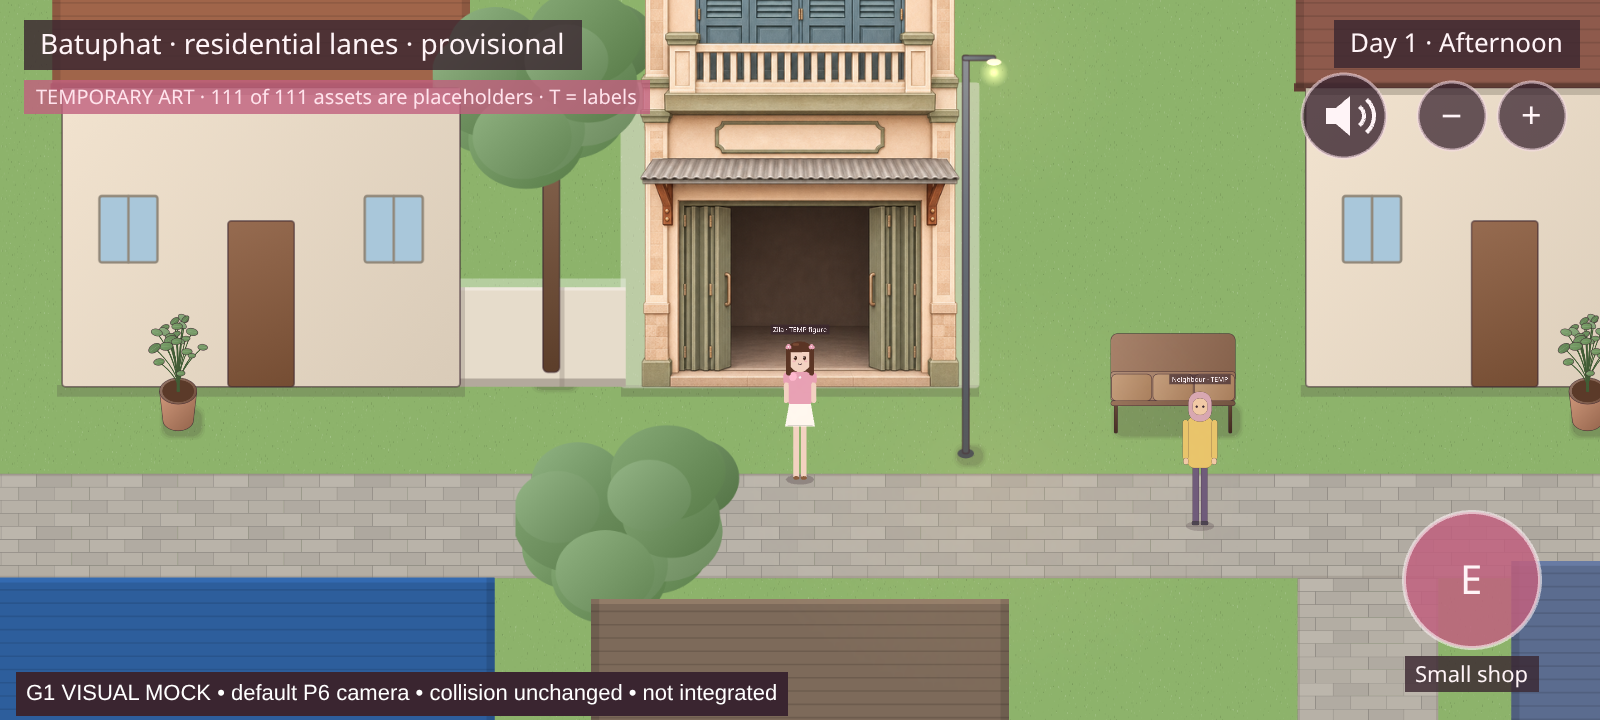 Batuphat · residential lanes · provisional
Day 1 · Afternoon
TEMPORARY ART · 111 of 111 assets are placeholders · T = labels
− +
Zila · TEMP figure
Neighbour · TEMP
E
Small shop
G1 VISUAL MOCK • default P6 camera • collision unchanged • not integrated